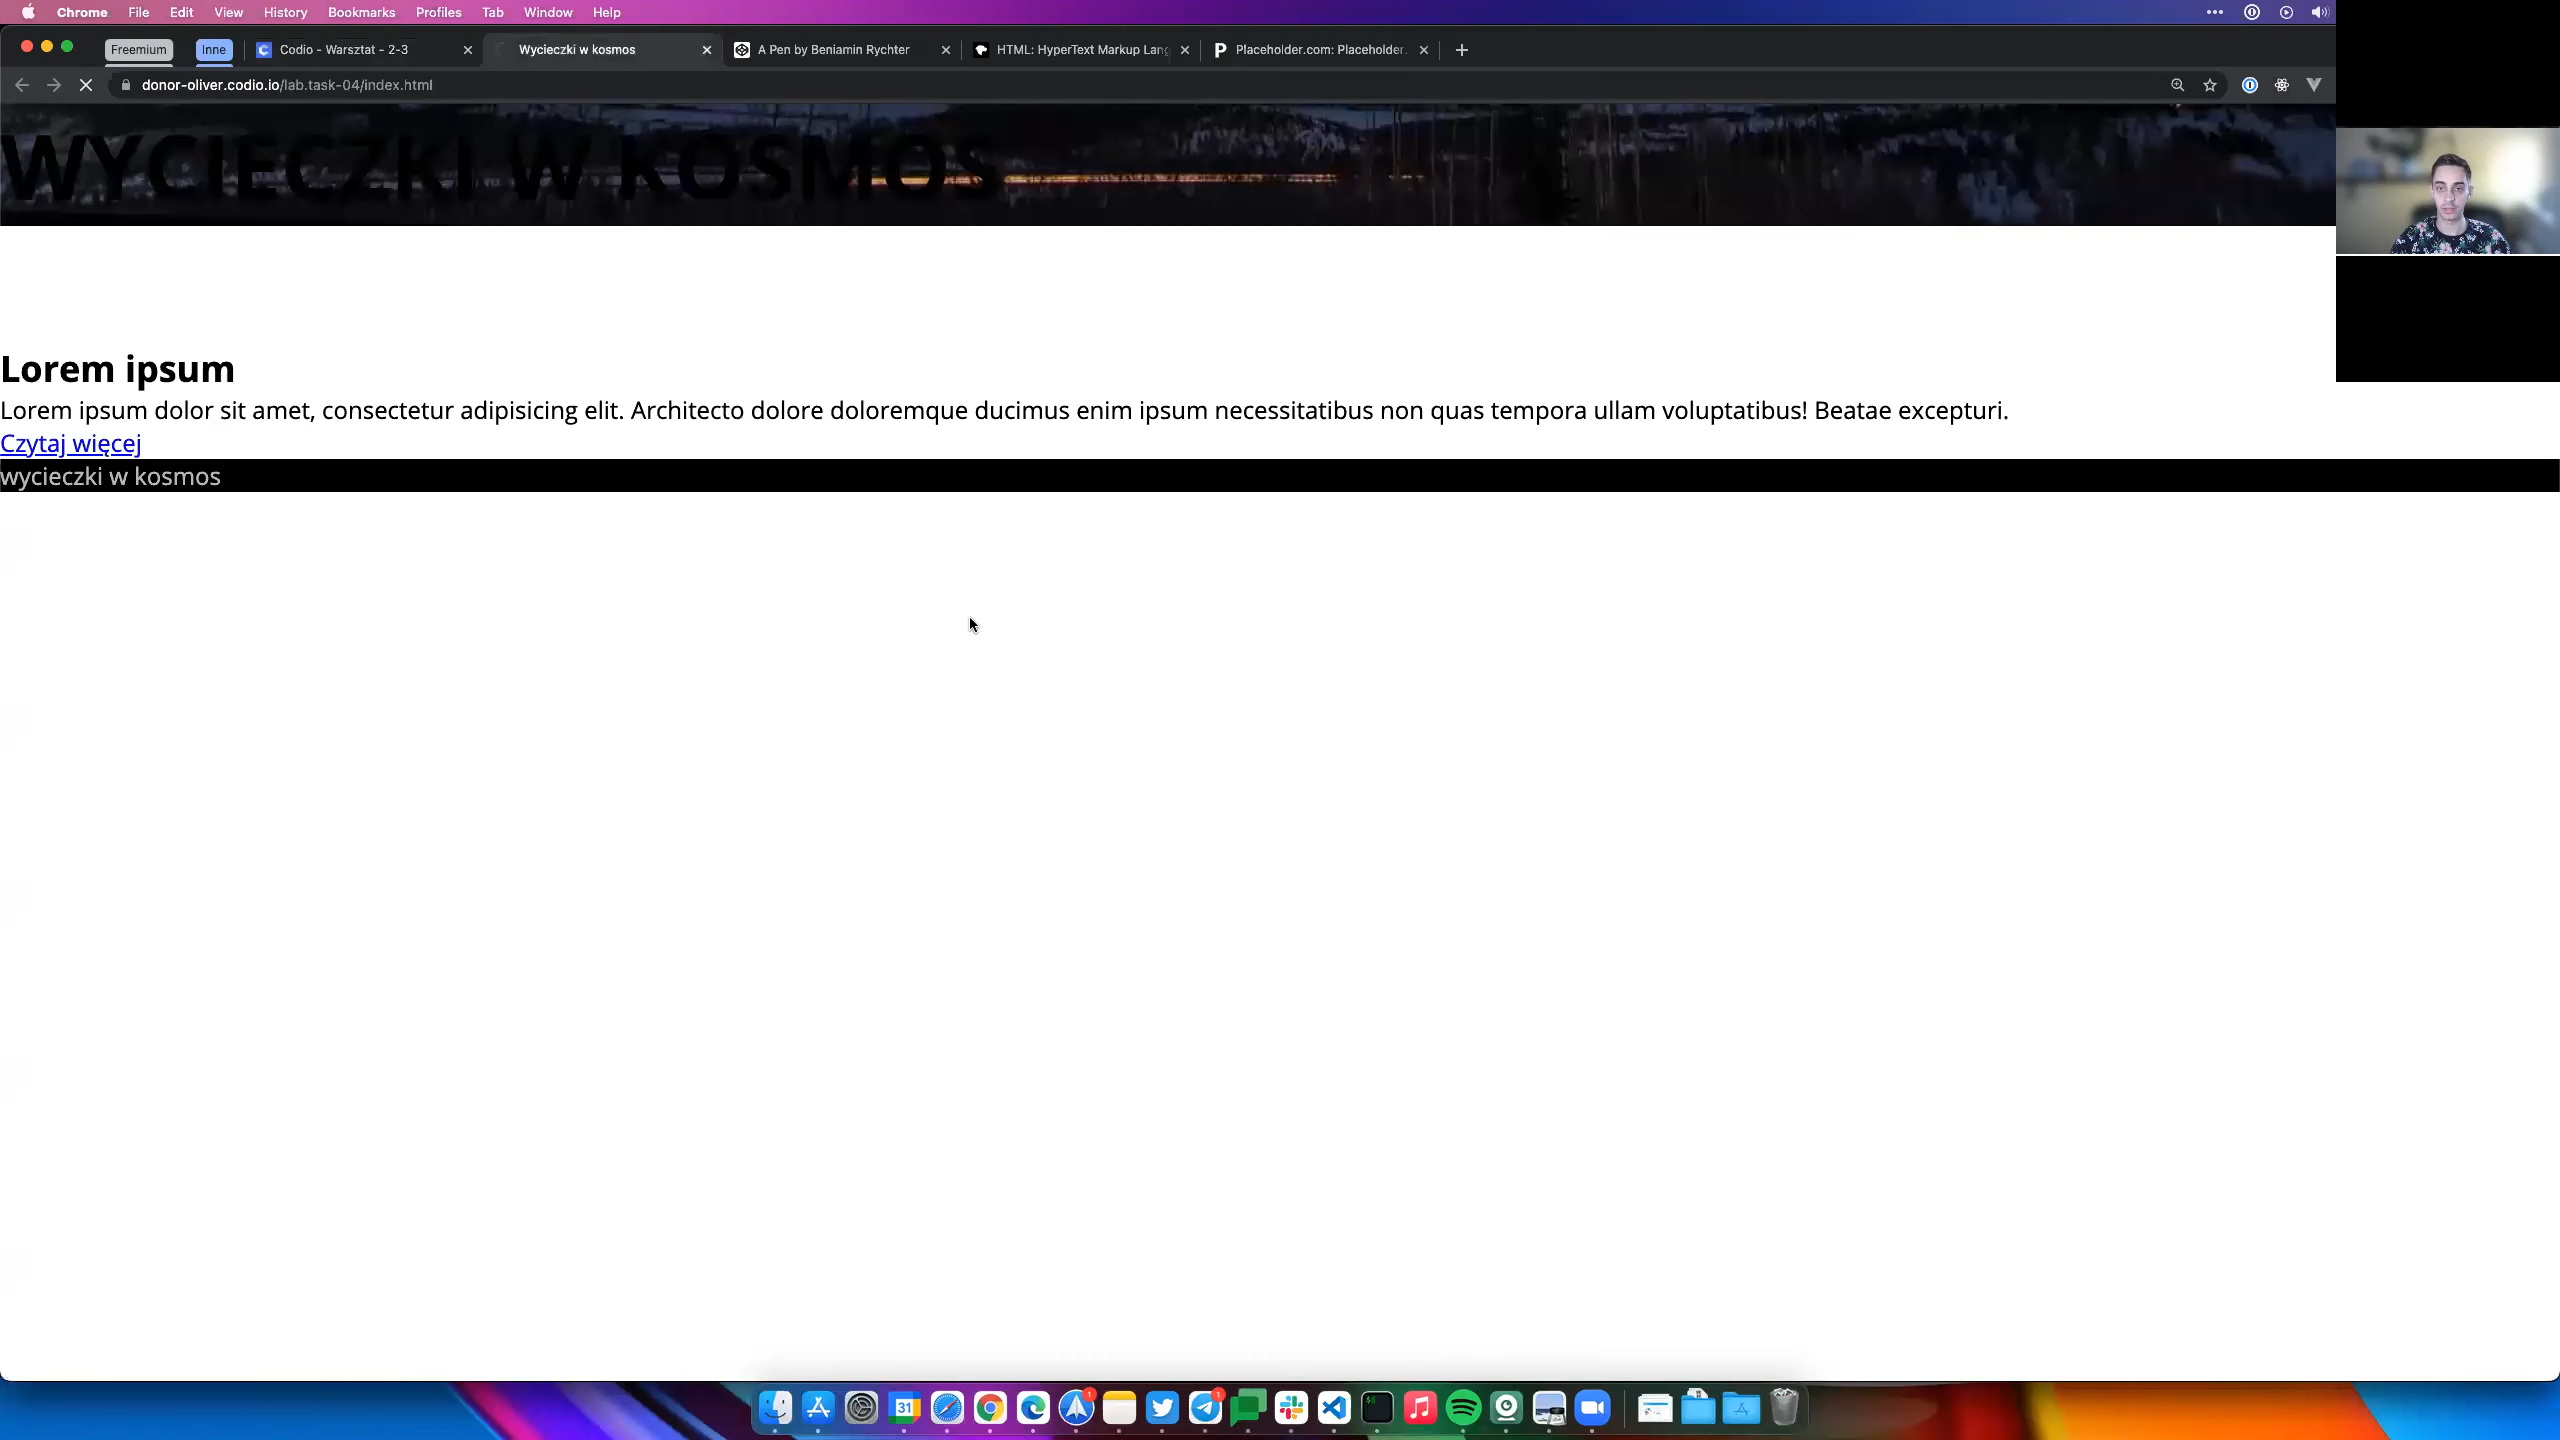 Chrome File Edit View History Bookmarks Profiles Tab Window Help
Freemium Inne Codio - Warsztat - 2-3 Wycieczki w kosmos A Pen by Beniamin Rychter HTML: HyperText Markup Lang Placeholder.com: Placeholder.
donor-oliver.codio.io/lab.task-04/index.html
WYCIECZKI W KOSMOS
Lorem ipsum
Lorem ipsum dolor sit amet, consectetur adipisicing elit. Architecto dolore doloremque ducimus enim ipsum necessitatibus non quas tempora ullam voluptatibus! Beatae excepturi.
Czytaj więcej
wycieczki w kosmos
31 1 1